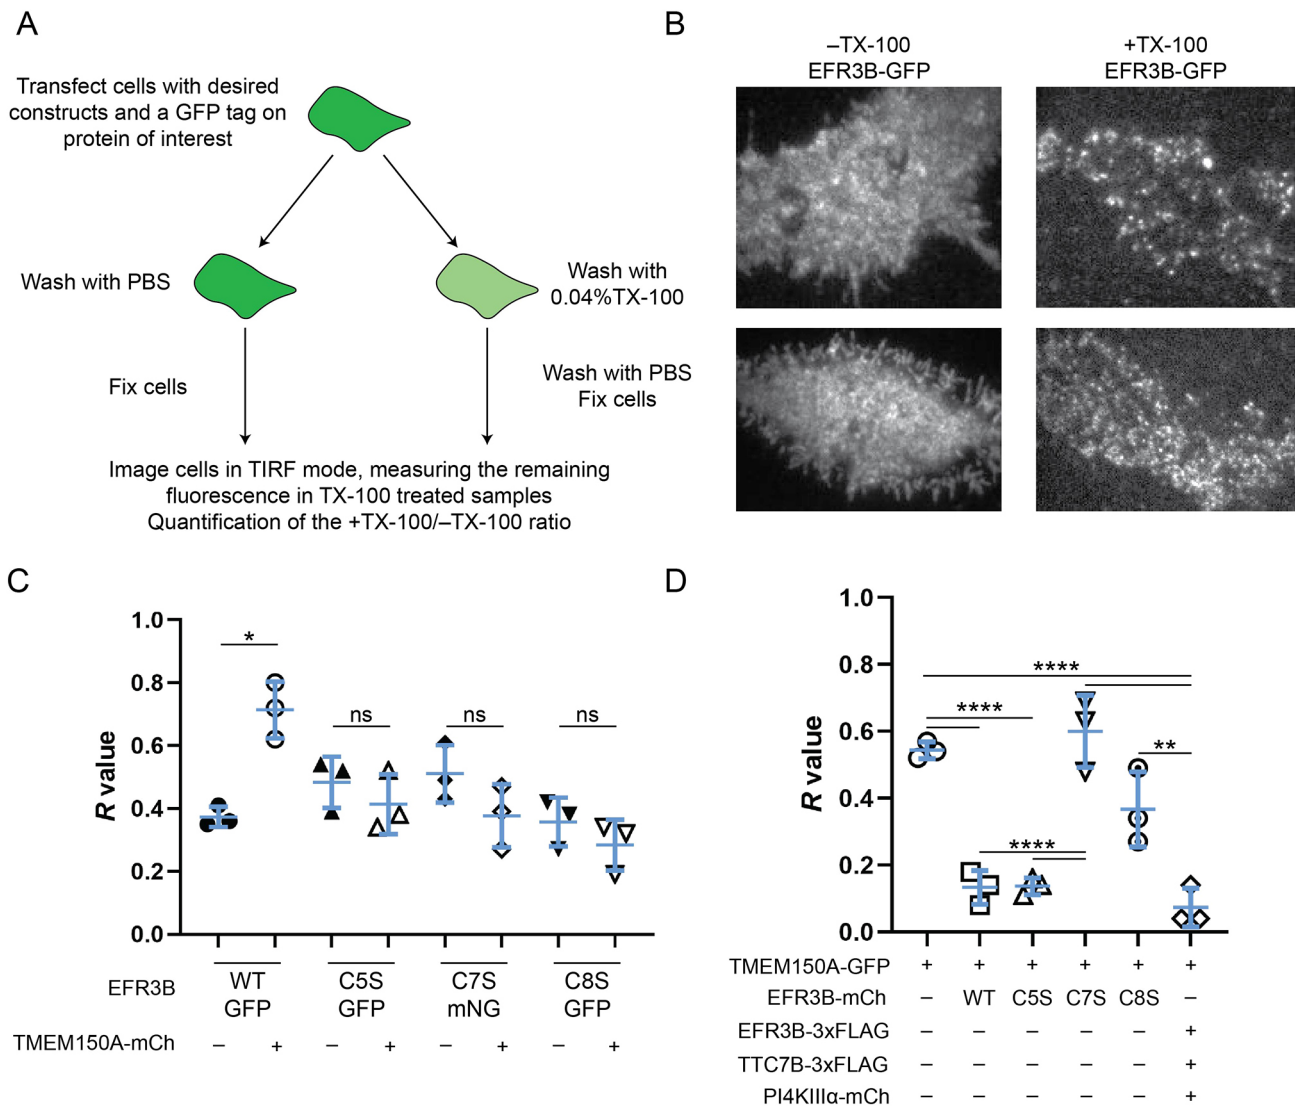 A
Transfect cells with desired
constructs and a GFP tag on
protein of interest
Wash with PBS
Wash with
0.04%TX-100
Fix cells
Wash with PBS
Fix cells
Image cells in TIRF mode, measuring the remaining
fluorescence in TX-100 treated samples
Quantification of the +TX-100/–TX-100 ratio
B
–TX-100
EFR3B-GFP
+TX-100
EFR3B-GFP
C
R value
1.0
0.8
0.6
0.4
0.2
0.0
*
ns
ns
ns
EFR3B
WT
GFP
C5S
GFP
C7S
mNG
C8S
GFP
TMEM150A-mCh – + – + – + – +
D
R value
1.0
0.8
0.6
0.4
0.2
0.0
****
****
**
****
TMEM150A-GFP + + + + + +
EFR3B-mCh – WT C5S C7S C8S –
EFR3B-3xFLAG – – – – – +
TTC7B-3xFLAG – – – – – +
PI4KIIIα-mCh – – – – – +